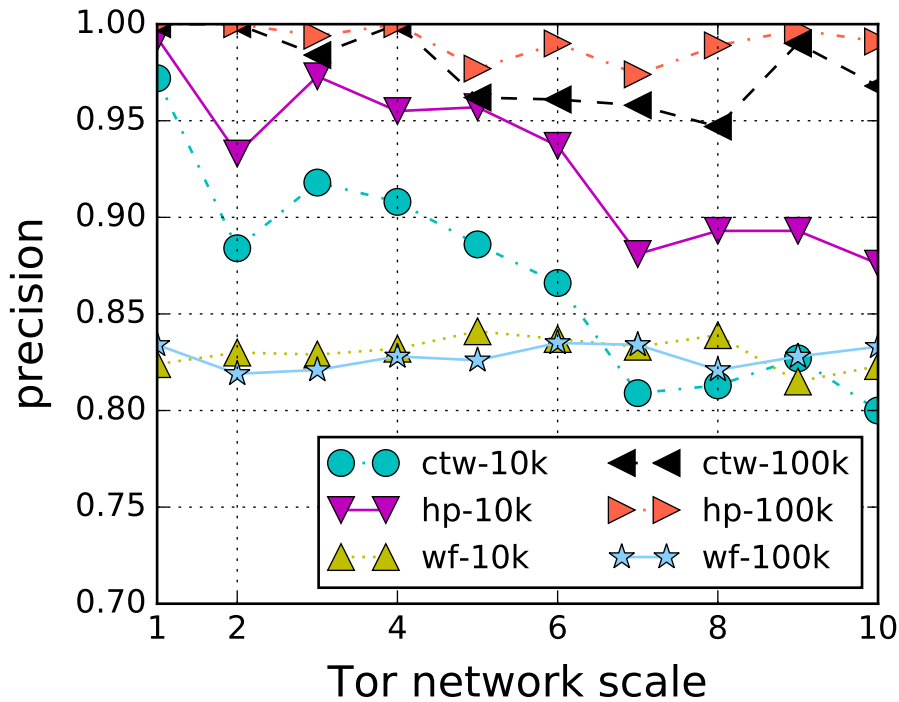 1.00
0.95
0.90
0.85
0.80
0.75
0.70
precision
ctw-10k ctw-100k
hp-10k hp-100k
wf-10k wf-100k
1 2 4 6 8 10
Tor network scale